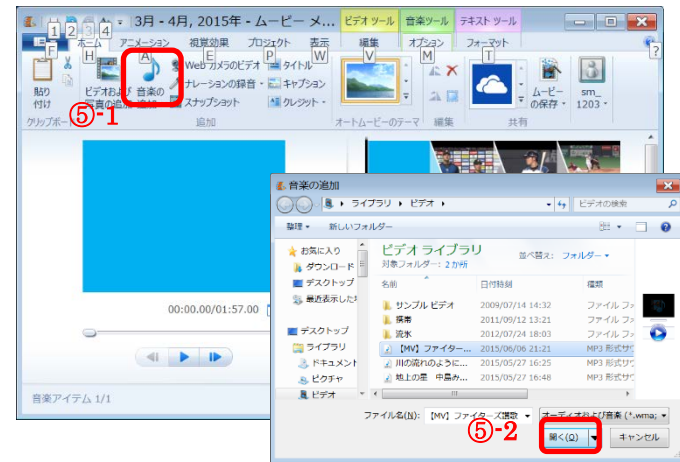 1 2 3 4
3月 - 4月, 2015年 - ムービー メ...
ビデオ ツール 音楽ツール テキスト ツール
F ホーム アニメーション 視覚効果 プロジェクト 表示 編集 オプション フォーマット
H A E P W V M T ?
貼り付け
ビデオおよび写真の追加
音楽の追加
Web カメラのビデオ
ナレーションの録音
スナップショット
タイトル
キャプション
クレジット
ムービーの保存
sm_1203
クリップボード 追加 オートムービーのテーマ 編集 共有
⑤-1
00:00.00/01:57.00
音楽アイテム 1/1
音楽の追加
ライブラリ ビデオ
ビデオの検索
整理 新しいフォルダー
お気に入り
ダウンロード
デスクトップ
最近表示した
デスクトップ
ライブラリ
ドキュメント
ピクチャ
ビデオ
ビデオ ライブラリ
対象フォルダー: 2 か所
並べ替え: フォルダー
名前 日付時刻 種類
サンプル ビデオ 2009/07/14 14:32 ファイル フ
携帯 2011/09/12 13:21 ファイル フ
流氷 2012/07/24 18:03 ファイル フ
【MV】ファイター... 2015/06/06 21:21 MP3 形式サ
川の流れのように... 2015/05/27 16:25 MP3 形式サ
地上の星 中島み... 2015/05/27 16:48 MP3 形式サ
ファイル名(N): 【MV】ファイターズ讃歌
オーディオおよび音楽 (*.wma;
⑤-2
開く(O) キャンセル